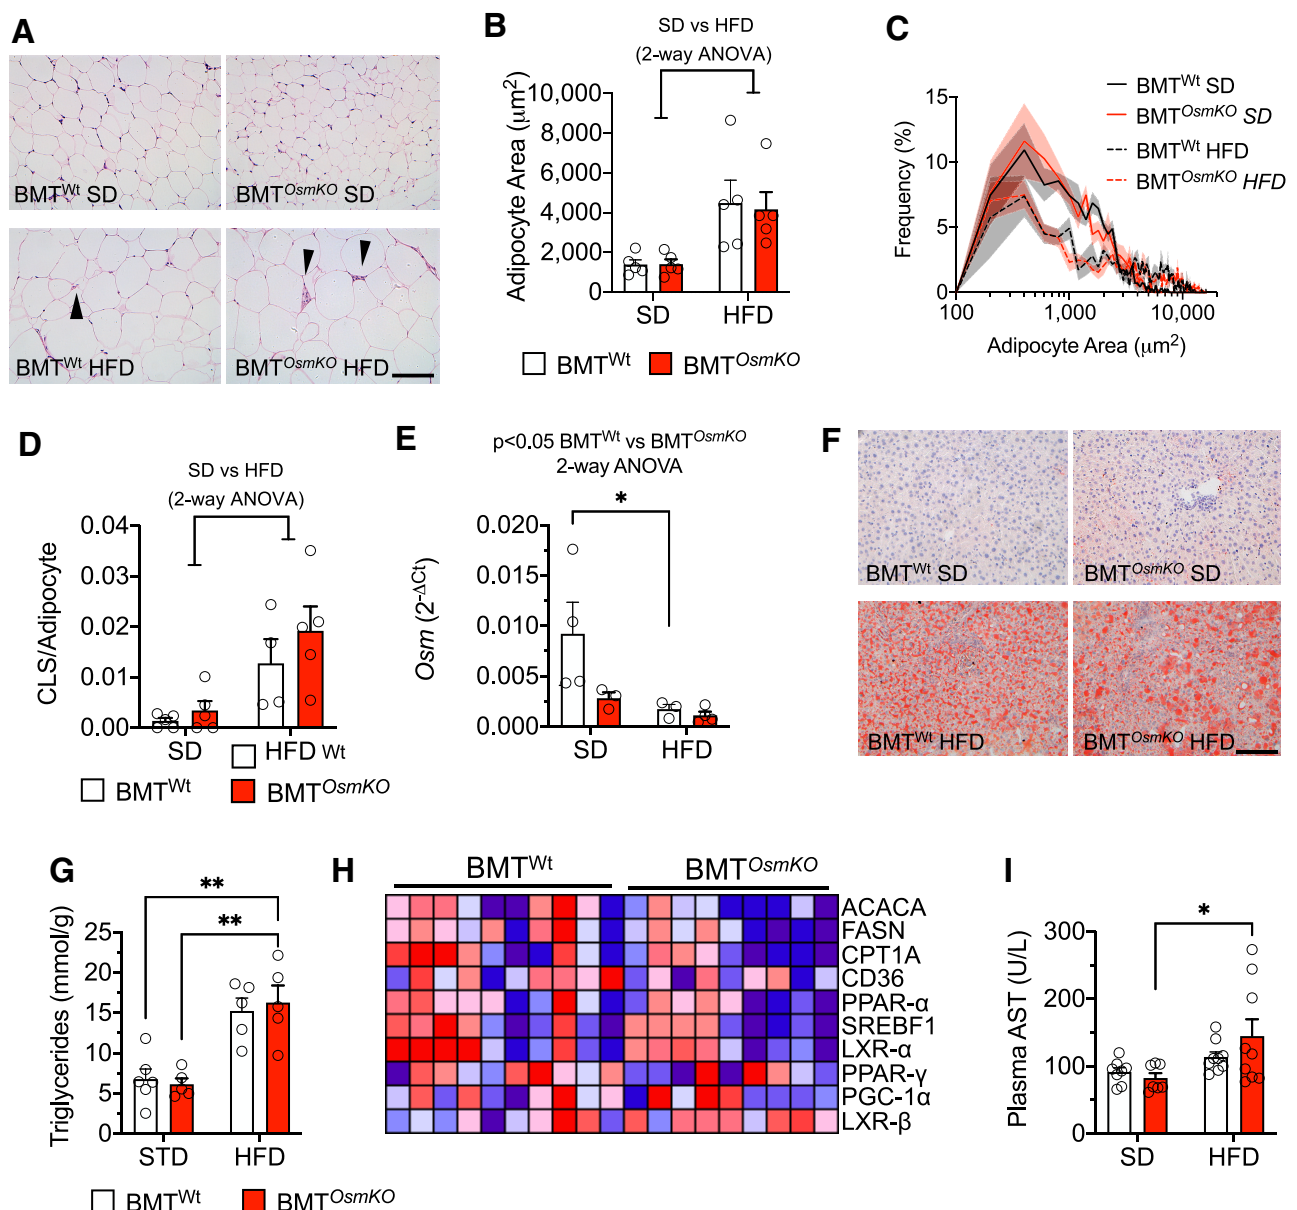 A
BMTWt SD
BMTOsmKO SD
BMTWt HFD
BMTOsmKO HFD
B
SD vs HFD
(2-way ANOVA)
Adipocyte Area (μm2)
10,000
8,000
6,000
4,000
2,000
0
SD
HFD
BMTWt
BMTOsmKO
C
BMTWt SD
BMTOsmKO SD
BMTWt HFD
BMTOsmKO HFD
Frequency (%)
15
10
5
0
100
1,000
10,000
Adipocyte Area (μm2)
D
SD vs HFD
(2-way ANOVA)
CLS/Adipocyte
0.04
0.03
0.02
0.01
0.00
SD
HFD Wt
BMTWt
BMTOsmKO
E
p<0.05 BMTWt vs BMTOsmKO
2-way ANOVA
*
Osm (2-ΔCt)
0.020
0.015
0.010
0.005
0.000
SD
HFD
F
BMTWt SD
BMTOsmKO SD
BMTWt HFD
BMTOsmKO HFD
G
**
**
Triglycerides (mmol/g)
25
20
15
10
5
0
STD
HFD
BMTWt
BMTOsmKO
H
BMTWt
BMTOsmKO
ACACA
FASN
CPT1A
CD36
PPAR-α
SREBF1
LXR-α
PPAR-γ
PGC-1α
LXR-β
I
*
Plasma AST (U/L)
300
200
100
0
SD
HFD